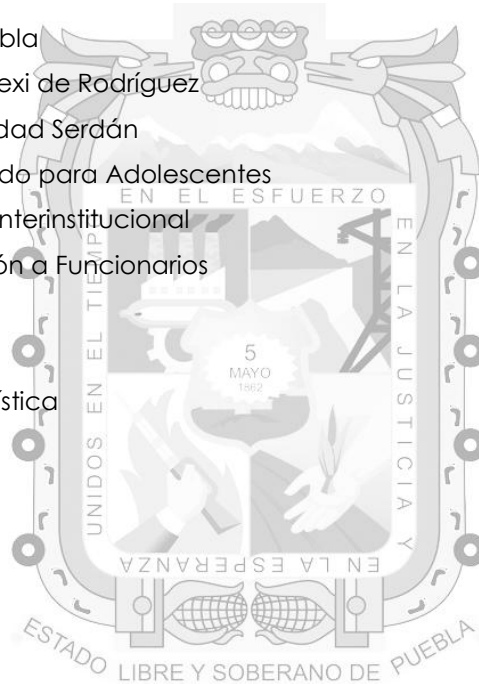 bla
exi de Rodríguez
dad Serdán
do para Adolescentes
nterinstitucional
ón a Funcionarios
ística
EN EL ESFUERZO
EN LA JUSTICIA Y
EN LA ESPERANZA
UNIDOS EN EL TIEMP
5
MAYO
1862
ESTADO LIBRE Y SOBERANO DE PUEBLA